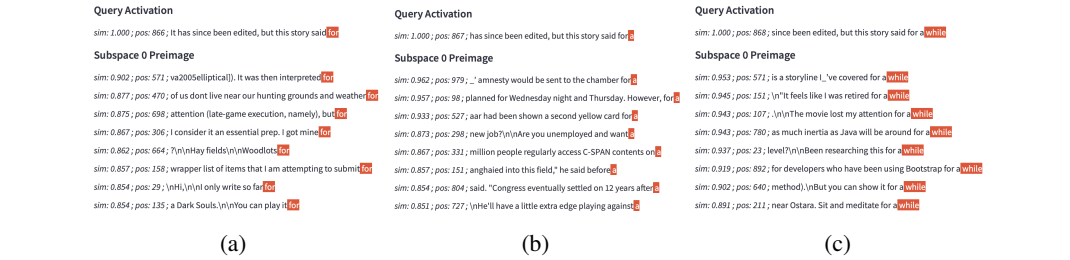 Query Activation
sim: 1.000 ; pos: 866 ; It has since been edited, but this story said for
Subspace 0 Preimage
sim: 0.902 ; pos: 571 ; va2005elliptical]). It was then interpreted for
sim: 0.877 ; pos: 470 ; of us dont live near our hunting grounds and weather for
sim: 0.875 ; pos: 698 ; attention (late-game execution, namely), but for
sim: 0.867 ; pos: 306 ; I consider it an essential prep. I got mine for
sim: 0.862 ; pos: 664 ; ?\n\nHay fields\n\nWoodlots for
sim: 0.857 ; pos: 158 ; wrapper list of items that I am attempting to submit for
sim: 0.854 ; pos: 29 ; \nHi,\n\nI only write so far for
sim: 0.854 ; pos: 135 ; a Dark Souls.\n\nYou can play it for
(a)
Query Activation
sim: 1.000 ; pos: 867 ; has since been edited, but this story said for a
Subspace 0 Preimage
sim: 0.962 ; pos: 979 ; _' amnesty would be sent to the chamber for a
sim: 0.957 ; pos: 98 ; planned for Wednesday night and Thursday. However, for a
sim: 0.933 ; pos: 527 ; aar had been shown a second yellow card for a
sim: 0.873 ; pos: 298 ; new job?\n\nAre you unemployed and want a
sim: 0.867 ; pos: 331 ; million people regularly access C-SPAN contents on a
sim: 0.857 ; pos: 151 ; anghaied into this field," he said before a
sim: 0.854 ; pos: 804 ; said. "Congress eventually settled on 12 years after a
sim: 0.851 ; pos: 727 ; \nHe'll have a little extra edge playing against a
(b)
Query Activation
sim: 1.000 ; pos: 868 ; since been edited, but this story said for a while
Subspace 0 Preimage
sim: 0.953 ; pos: 571 ; is a storyline I_'ve covered for a while
sim: 0.945 ; pos: 151 ; \n"It feels like I was retired for a while
sim: 0.943 ; pos: 107 ; .\n\nThe movie lost my attention for a while
sim: 0.943 ; pos: 780 ; as much inertia as Java will be around for a while
sim: 0.937 ; pos: 23 ; level?\n\nBeen researching this for a while
sim: 0.919 ; pos: 892 ; for developers who have been using Bootstrap for a while
sim: 0.902 ; pos: 640 ; method).\nBut you can show it for a while
sim: 0.891 ; pos: 211 ; near Ostara. Sit and meditate for a while
(c)